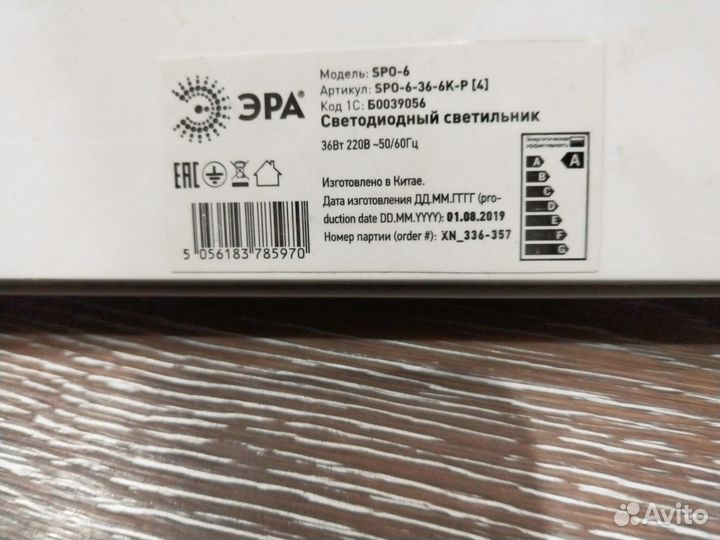 ЭРА
Модель: SPO-6
Артикул: SPO-6-36-6K-P [4]
Код 1С: Б0039056
Светодиодный светильник
36Вт 220В ~50/60Гц
Энергетическая
эффективность
A
A
B
C
D
E
F
G
EAC
Изготовлено в Китае.
Дата изготовления ДД.ММ.ГГГГ (pro-
duction date DD.MM.YYYY): 01.08.2019
Номер партии (order #): XN_336-357
5 056183 785970
Avito